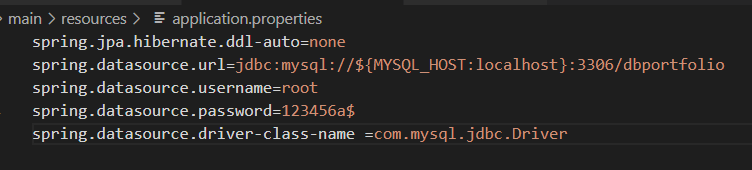 main > resources > application.properties
spring.jpa.hibernate.ddl-auto=none
spring.datasource.url=jdbc:mysql://${MYSQL_HOST:localhost}:3306/dbportfolio
spring.datasource.username=root
spring.datasource.password=123456a$
spring.datasource.driver-class-name =com.mysql.jdbc.Driver